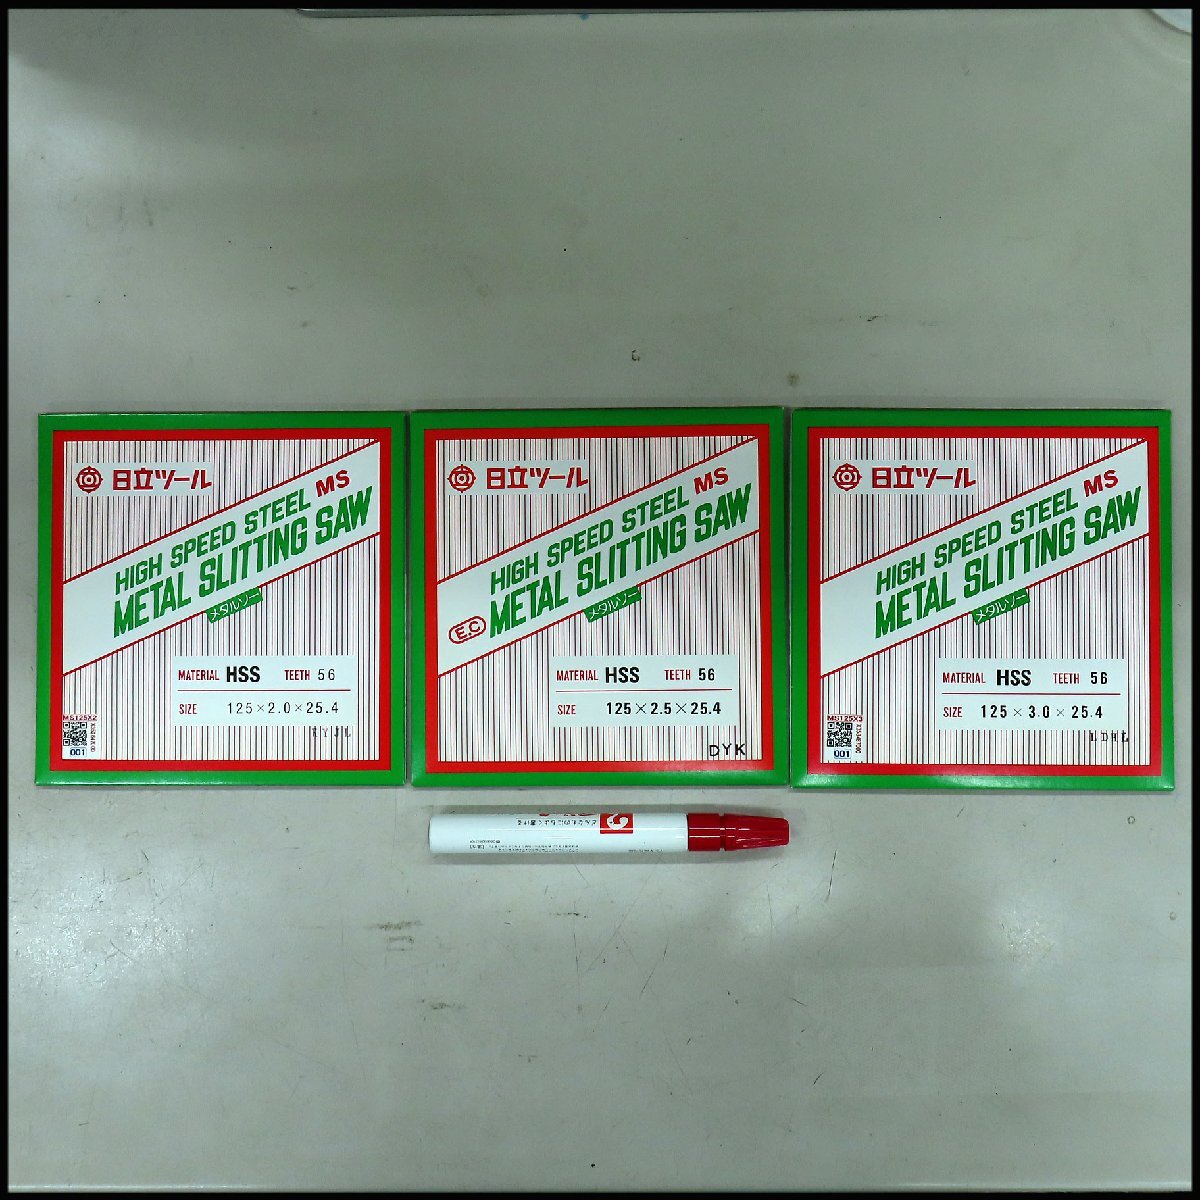 日立ツール
HIGH SPEED STEEL MS
METAL SLITTING SAW
メタルソー
MATERIAL HSS TEETH 56
SIZE 125×2.0×25.4
MS125X2
001
日立ツール
HIGH SPEED STEEL MS
E.C METAL SLITTING SAW
メタルソー
MATERIAL HSS TEETH 56
SIZE 125×2.5×25.4
DYK
日立ツール
HIGH SPEED STEEL MS
METAL SLITTING SAW
メタルソー
MATERIAL HSS TEETH 56
SIZE 125×3.0×25.4
MS125X3
001
LDHL